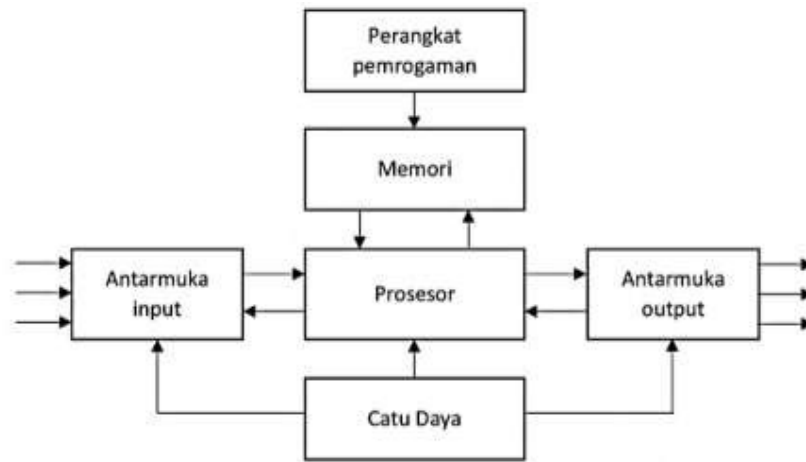 Perangkat
pemrogaman
Memori
Antarmuka
input
Prosesor
Antarmuka
output
Catu Daya